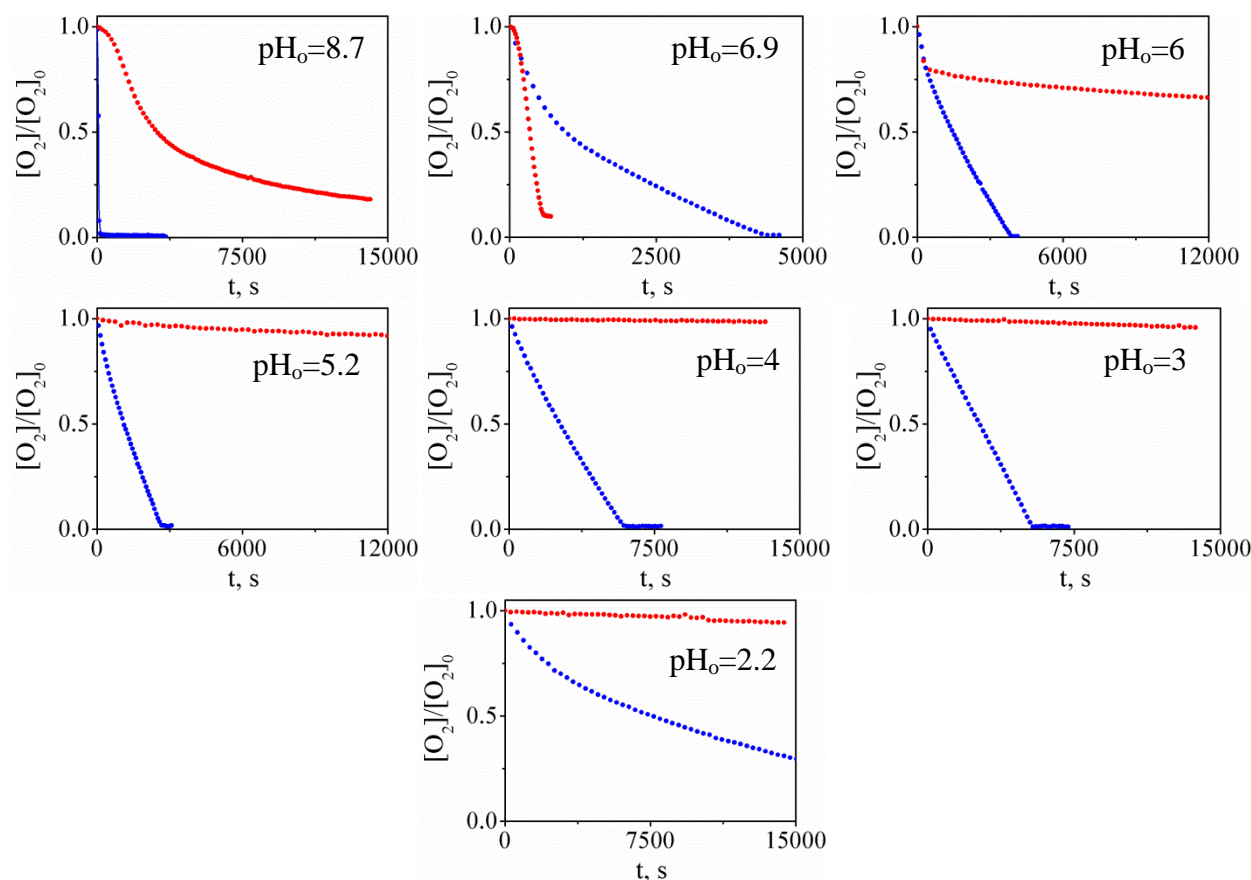 pHₒ=8.7
[O₂]/[O₂]₀
1.0
0.5
0.0
0 7500 15000
t, s
pHₒ=6.9
[O₂]/[O₂]₀
1.0
0.5
0.0
0 2500 5000
t, s
pHₒ=6
[O₂]/[O₂]₀
1.0
0.5
0.0
0 6000 12000
t, s
pHₒ=5.2
[O₂]/[O₂]₀
1.0
0.5
0.0
0 6000 12000
t, s
pHₒ=4
[O₂]/[O₂]₀
1.0
0.5
0.0
0 7500 15000
t, s
pHₒ=3
[O₂]/[O₂]₀
1.0
0.5
0.0
0 7500 15000
t, s
pHₒ=2.2
[O₂]/[O₂]₀
1.0
0.5
0.0
0 7500 15000
t, s